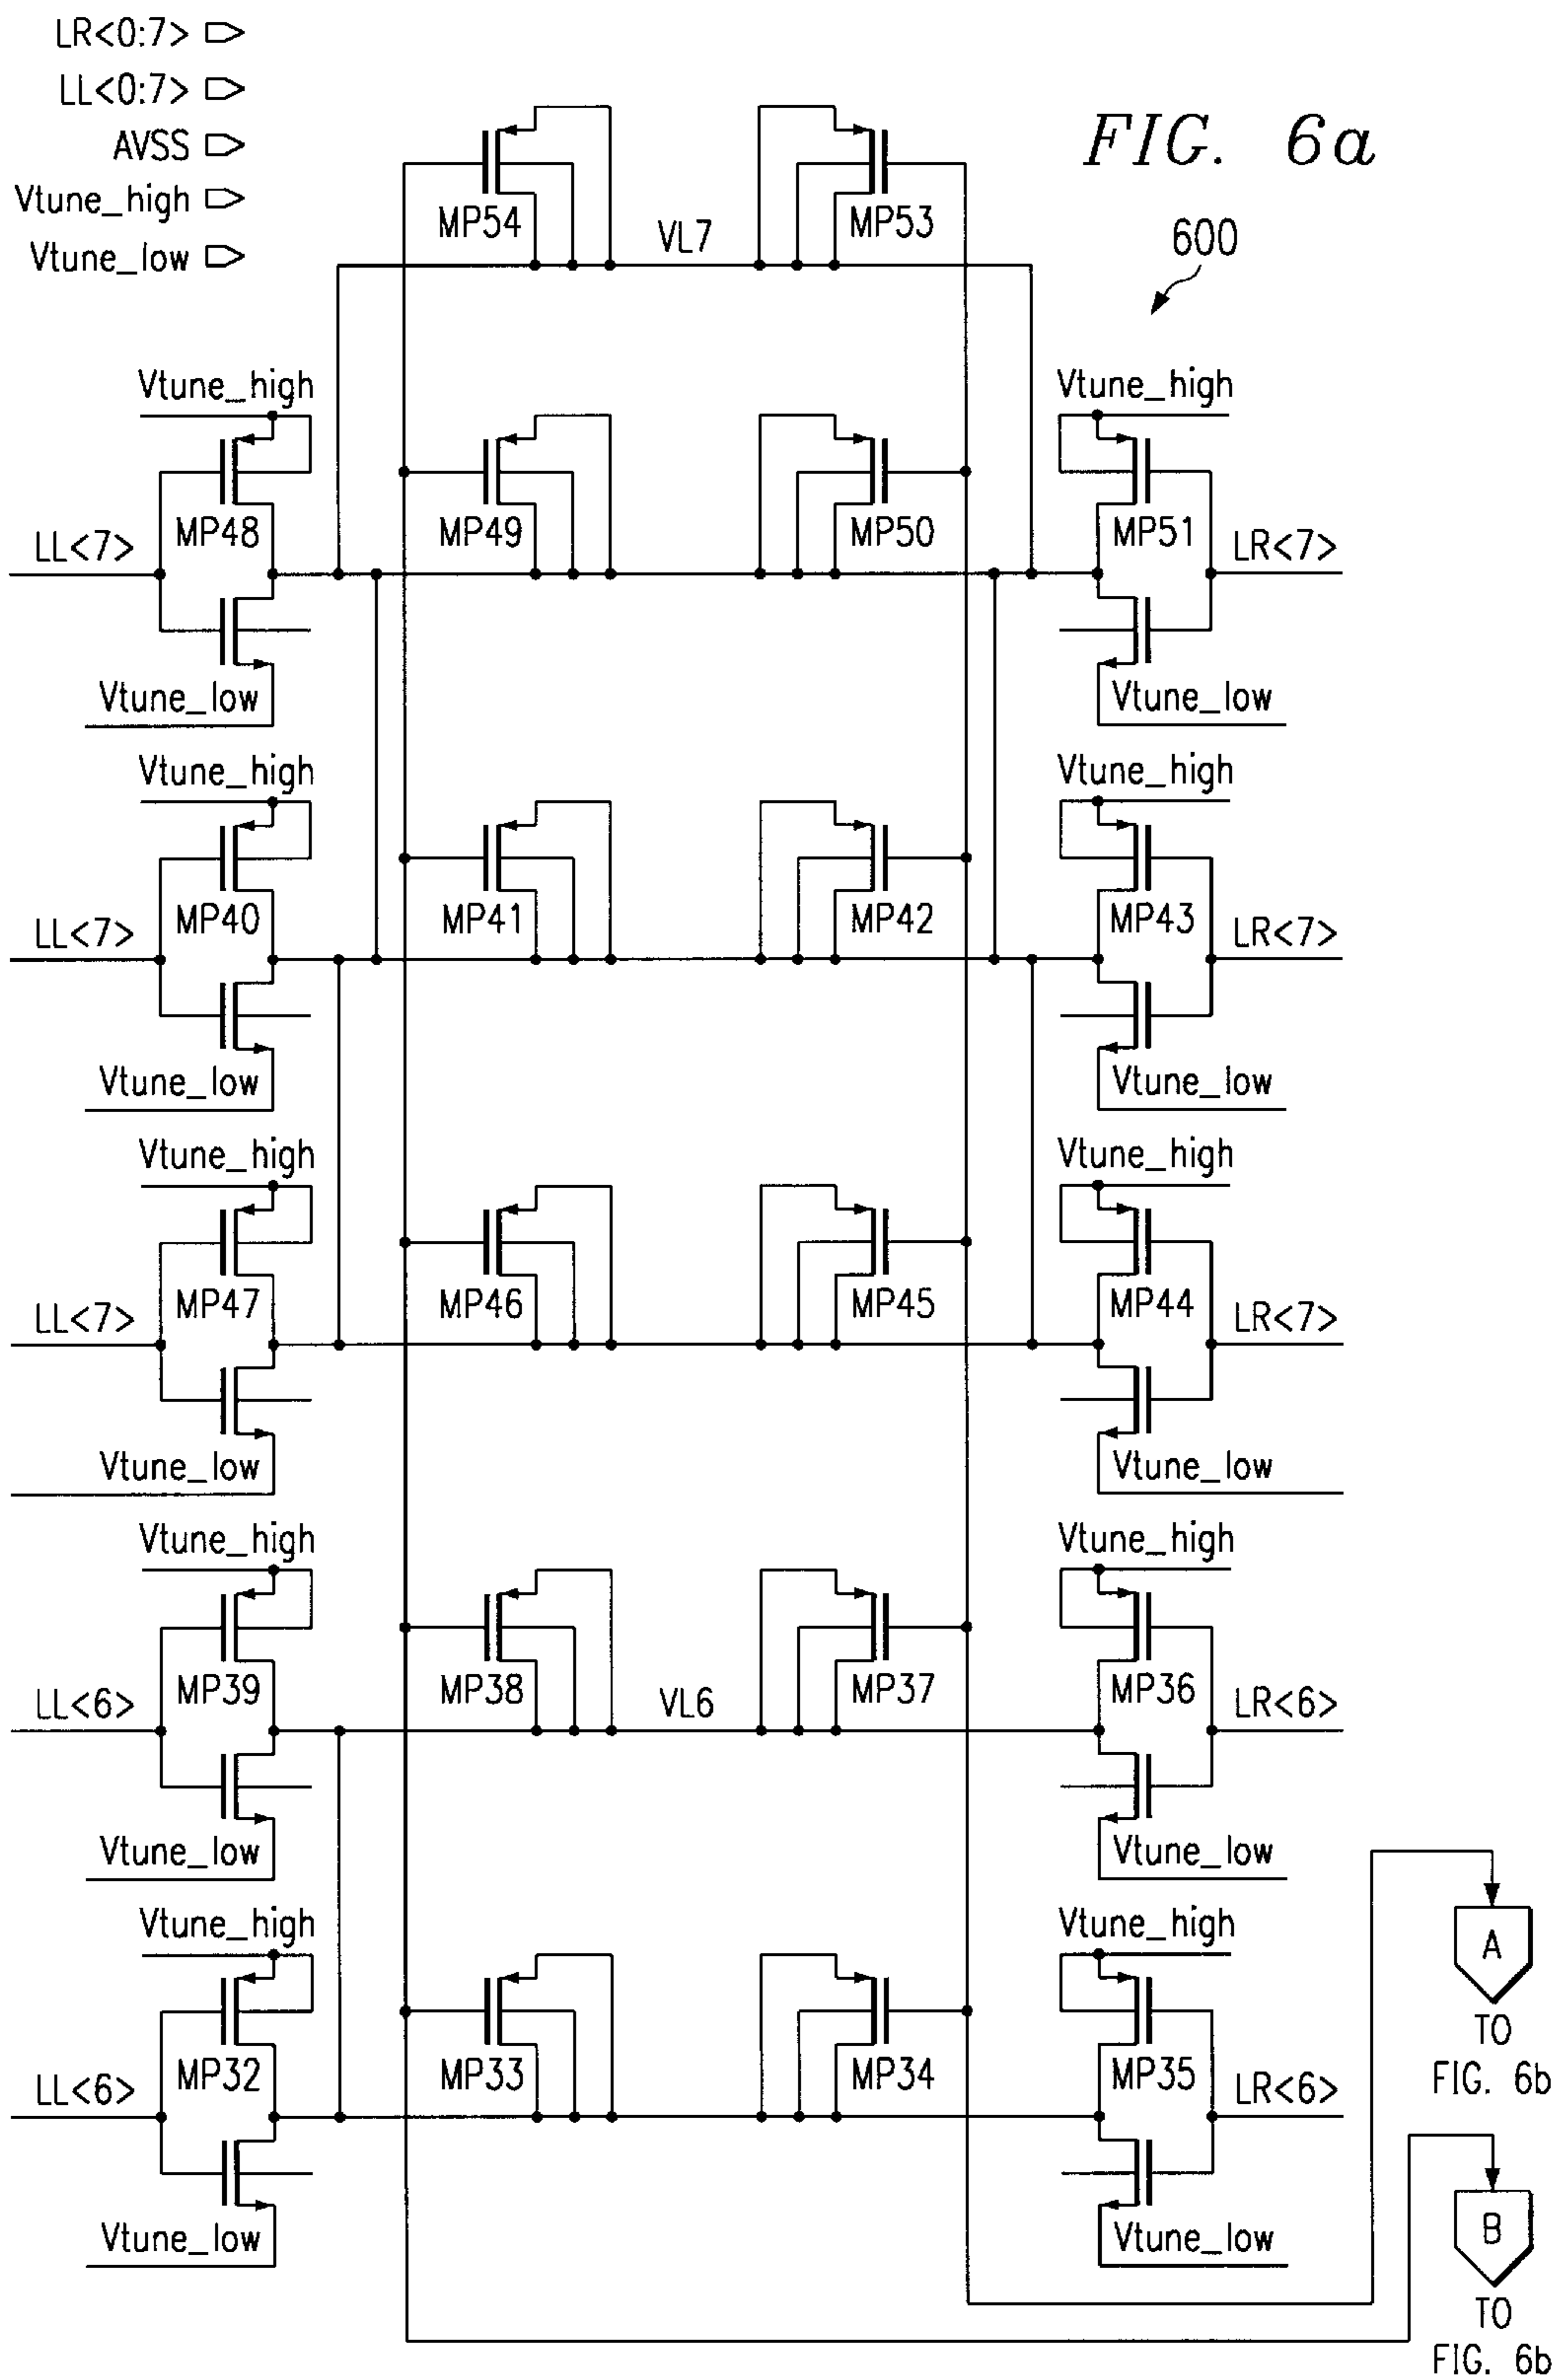 LR<0:7>
LL<0:7>
AVSS
Vtune_high
Vtune_low
FIG. 6a
600
MP54
VL7
MP53
Vtune_high
Vtune_high
MP48
MP49
MP50
MP51
LL<7>
LR<7>
Vtune_low
Vtune_low
Vtune_high
Vtune_high
MP40
MP41
MP42
MP43
LL<7>
LR<7>
Vtune_low
Vtune_low
Vtune_high
Vtune_high
MP47
MP46
MP45
MP44
LL<7>
LR<7>
Vtune_low
Vtune_low
Vtune_high
Vtune_high
MP39
MP38
VL6
MP37
MP36
LL<6>
LR<6>
Vtune_low
Vtune_low
Vtune_high
Vtune_high
A
TO
FIG. 6b
MP32
MP33
MP34
MP35
LL<6>
LR<6>
Vtune_low
Vtune_low
B
TO
FIG. 6b